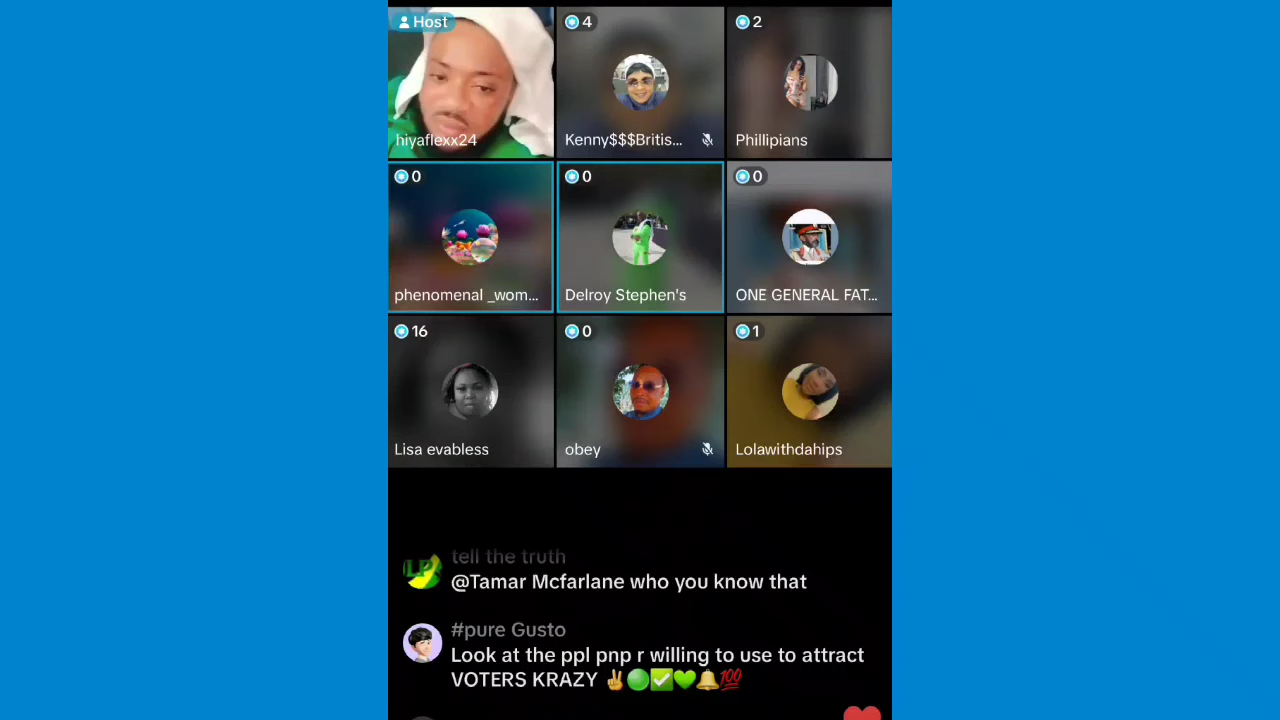 Host
4
2
hiyaflexx24
Kenny$$$Britis...
Phillipians
0
0
0
phenomenal _wom...
Delroy Stephen's
ONE GENERAL FAT...
16
0
1
Lisa evabless
obey
Lolawithdahips
tell the truth
@Tamar Mcfarlane who you know that
#pure Gusto
Look at the ppl pnp r willing to use to attract
VOTERS KRAZY ✌🟢✅💚🔔💯